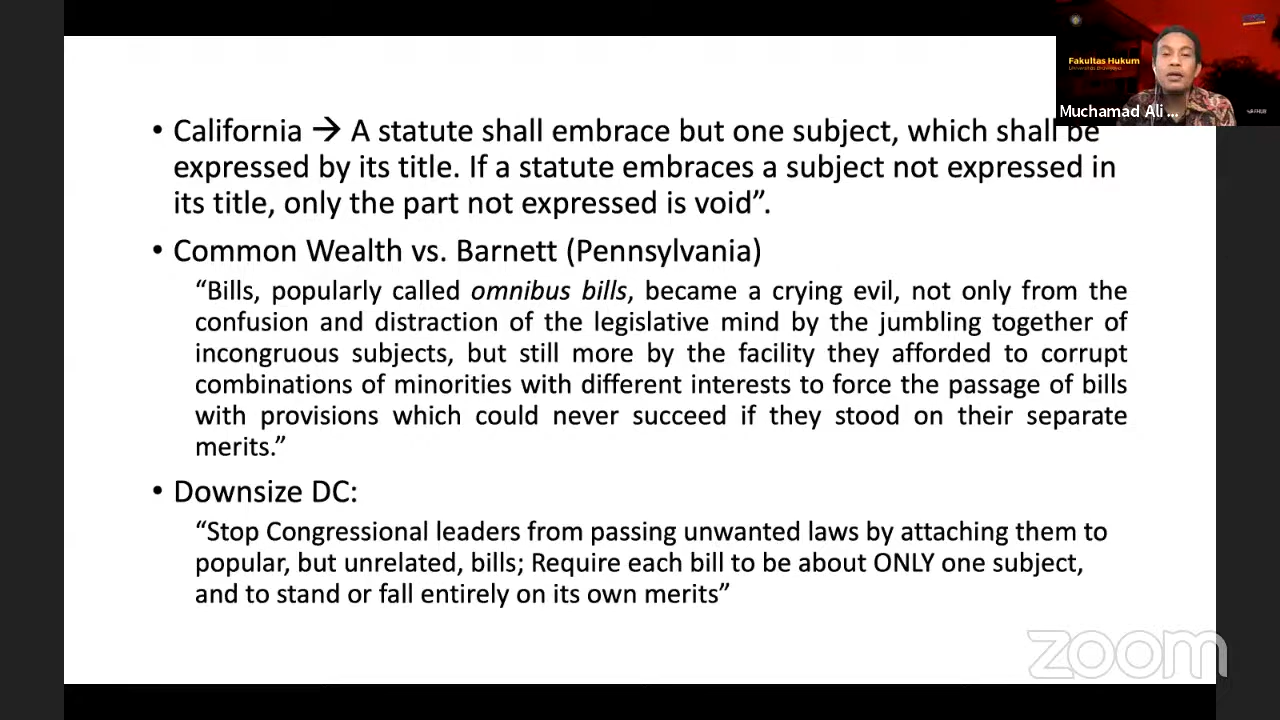 Fakultas Hukum
Muchamad Ali ...
• California → A statute shall embrace but one subject, which shall be
expressed by its title. If a statute embraces a subject not expressed in
its title, only the part not expressed is void”.
• Common Wealth vs. Barnett (Pennsylvania)
“Bills, popularly called omnibus bills, became a crying evil, not only from the
confusion and distraction of the legislative mind by the jumbling together of
incongruous subjects, but still more by the facility they afforded to corrupt
combinations of minorities with different interests to force the passage of bills
with provisions which could never succeed if they stood on their separate
merits.”
• Downsize DC:
“Stop Congressional leaders from passing unwanted laws by attaching them to
popular, but unrelated, bills; Require each bill to be about ONLY one subject,
and to stand or fall entirely on its own merits”
zoom